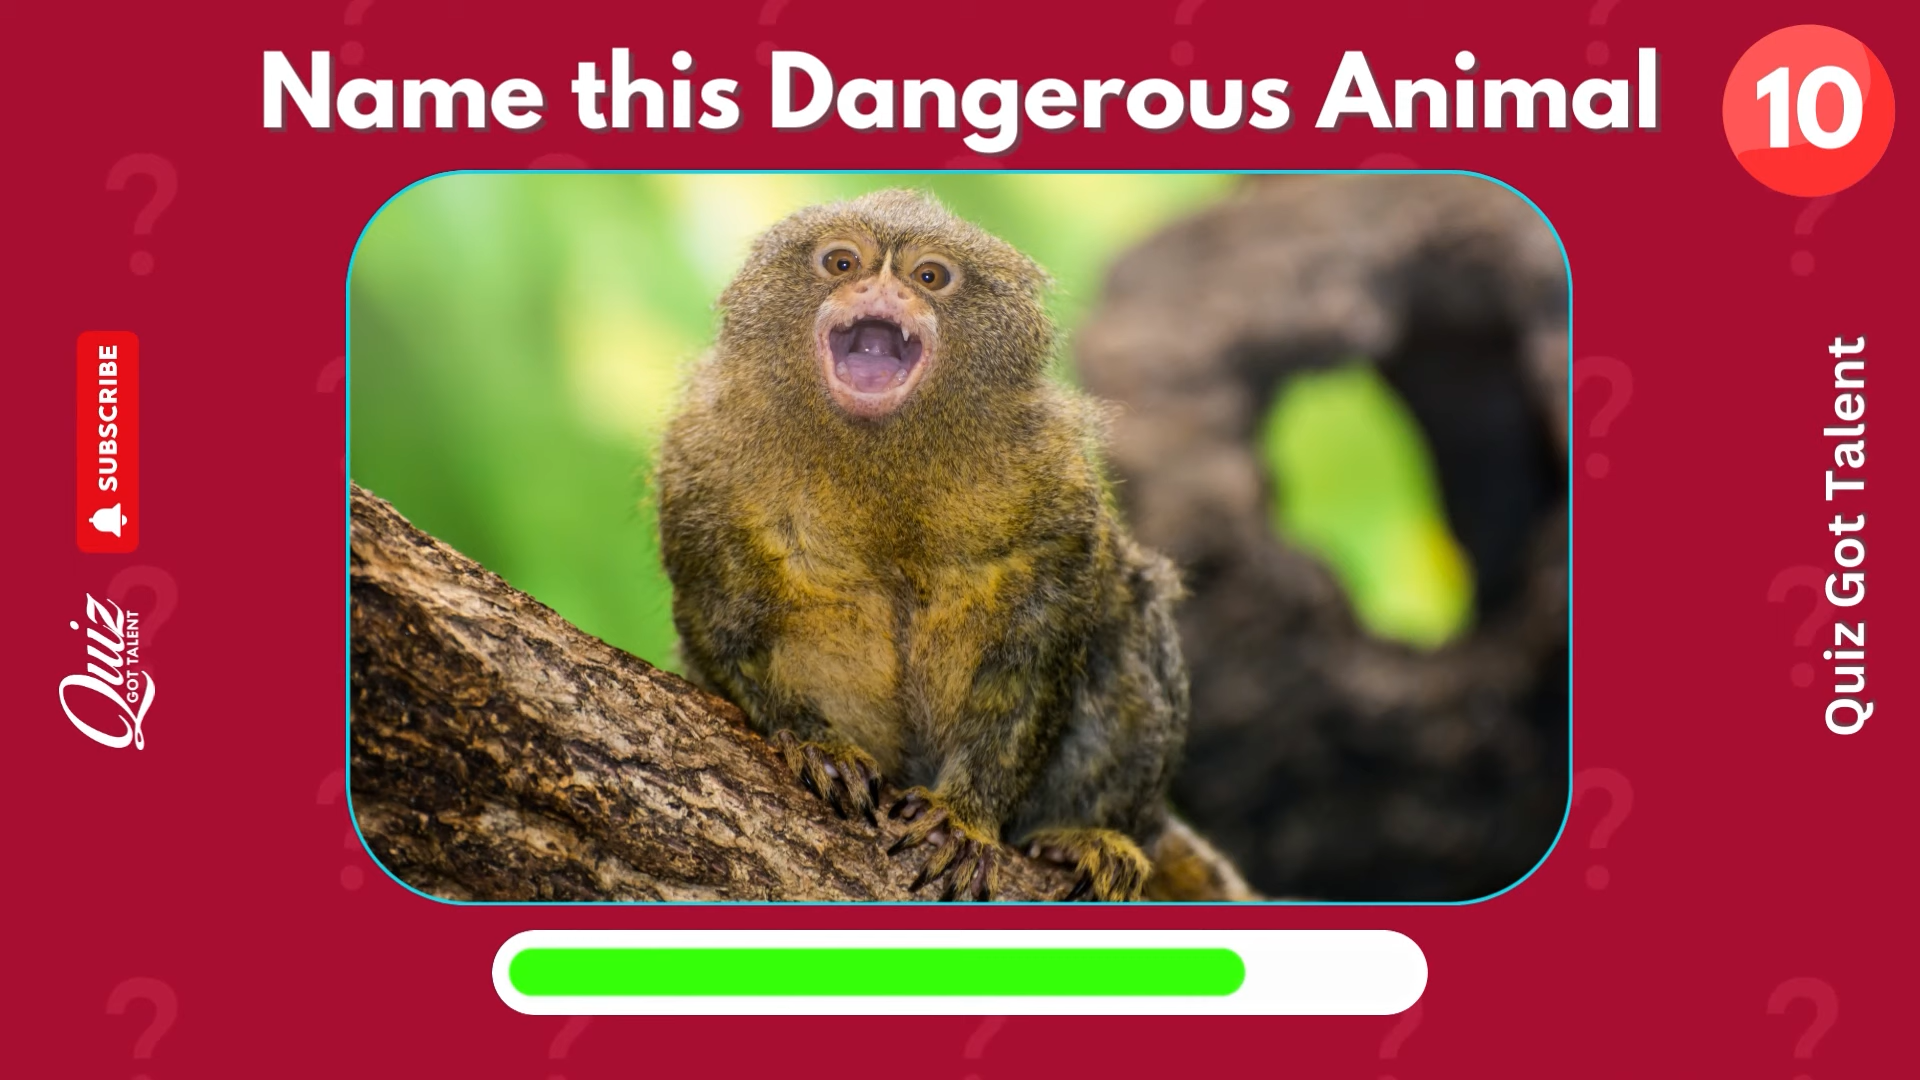 Name this Dangerous Animal
10
SUBSCRIBE
Quiz
GOT TALENT
Quiz Got Talent